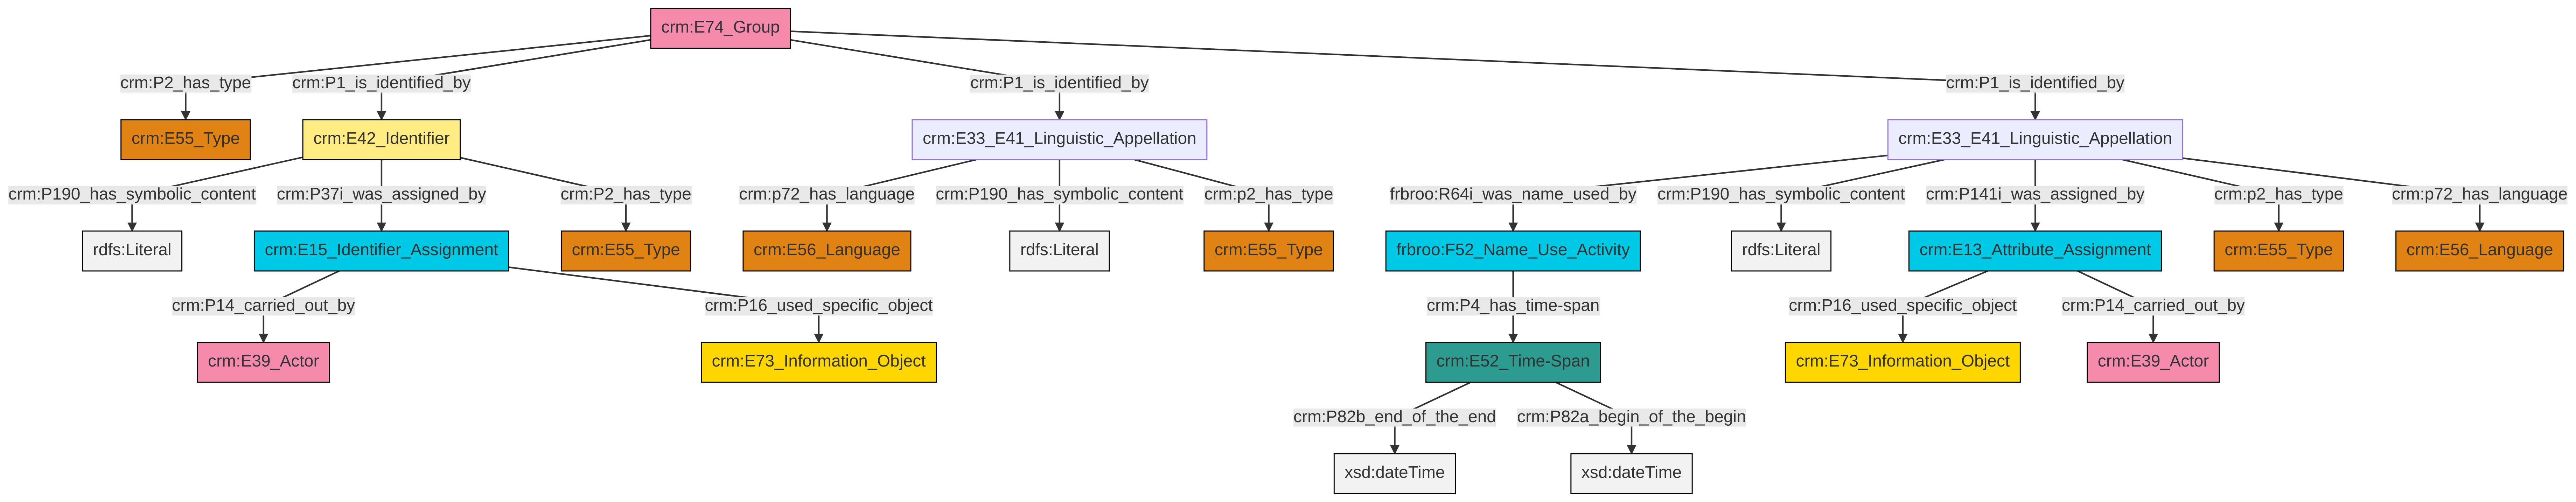 crm:E74_Group
crm:P2_has_type
crm:P1_is_identified_by
crm:P1_is_identified_by
crm:P1_is_identified_by
crm:E55_Type
crm:E42_Identifier
crm:E33_E41_Linguistic_Appellation
crm:E33_E41_Linguistic_Appellation
crm:P190_has_symbolic_content
crm:P37i_was_assigned_by
crm:P2_has_type
crm:p72_has_language
crm:P190_has_symbolic_content
crm:p2_has_type
frbroo:R64i_was_name_used_by
crm:P190_has_symbolic_content
crm:P141i_was_assigned_by
crm:p2_has_type
crm:p72_has_language
rdfs:Literal
crm:E15_Identifier_Assignment
crm:E55_Type
crm:E56_Language
rdfs:Literal
crm:E55_Type
frbroo:F52_Name_Use_Activity
rdfs:Literal
crm:E13_Attribute_Assignment
crm:E55_Type
crm:E56_Language
crm:P14_carried_out_by
crm:P16_used_specific_object
crm:P4_has_time-span
crm:P16_used_specific_object
crm:P14_carried_out_by
crm:E39_Actor
crm:E73_Information_Object
crm:E52_Time-Span
crm:E73_Information_Object
crm:E39_Actor
crm:P82b_end_of_the_end
crm:P82a_begin_of_the_begin
xsd:dateTime
xsd:dateTime